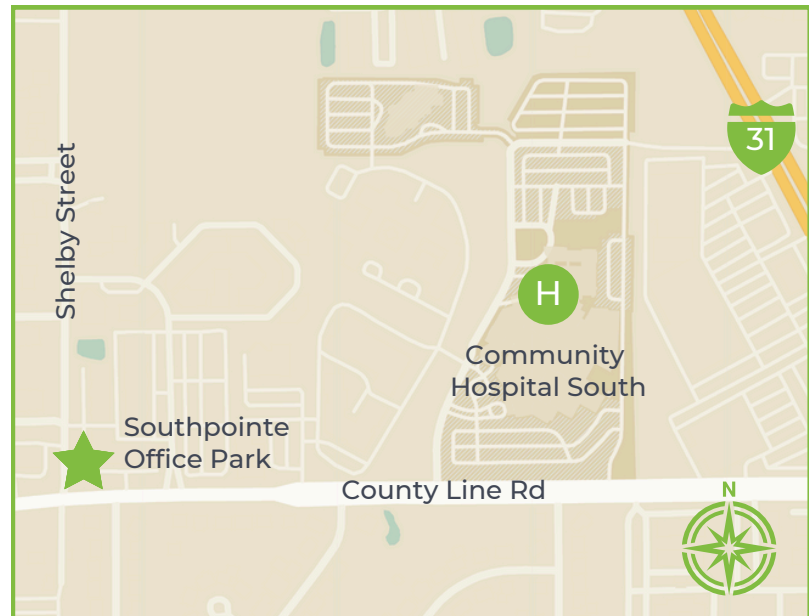 31
Shelby Street
H
Community
Hospital South
Southpointe
Office Park
County Line Rd
N